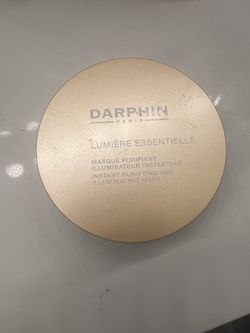 DARPHIN
PARIS
LUMIÈRE ESSENTIELLE
MASQUE PURIFIANT
ILLUMINATEUR INSTANTANÉ
INSTANT PURIFYING AND
ILLUMINATING MASK